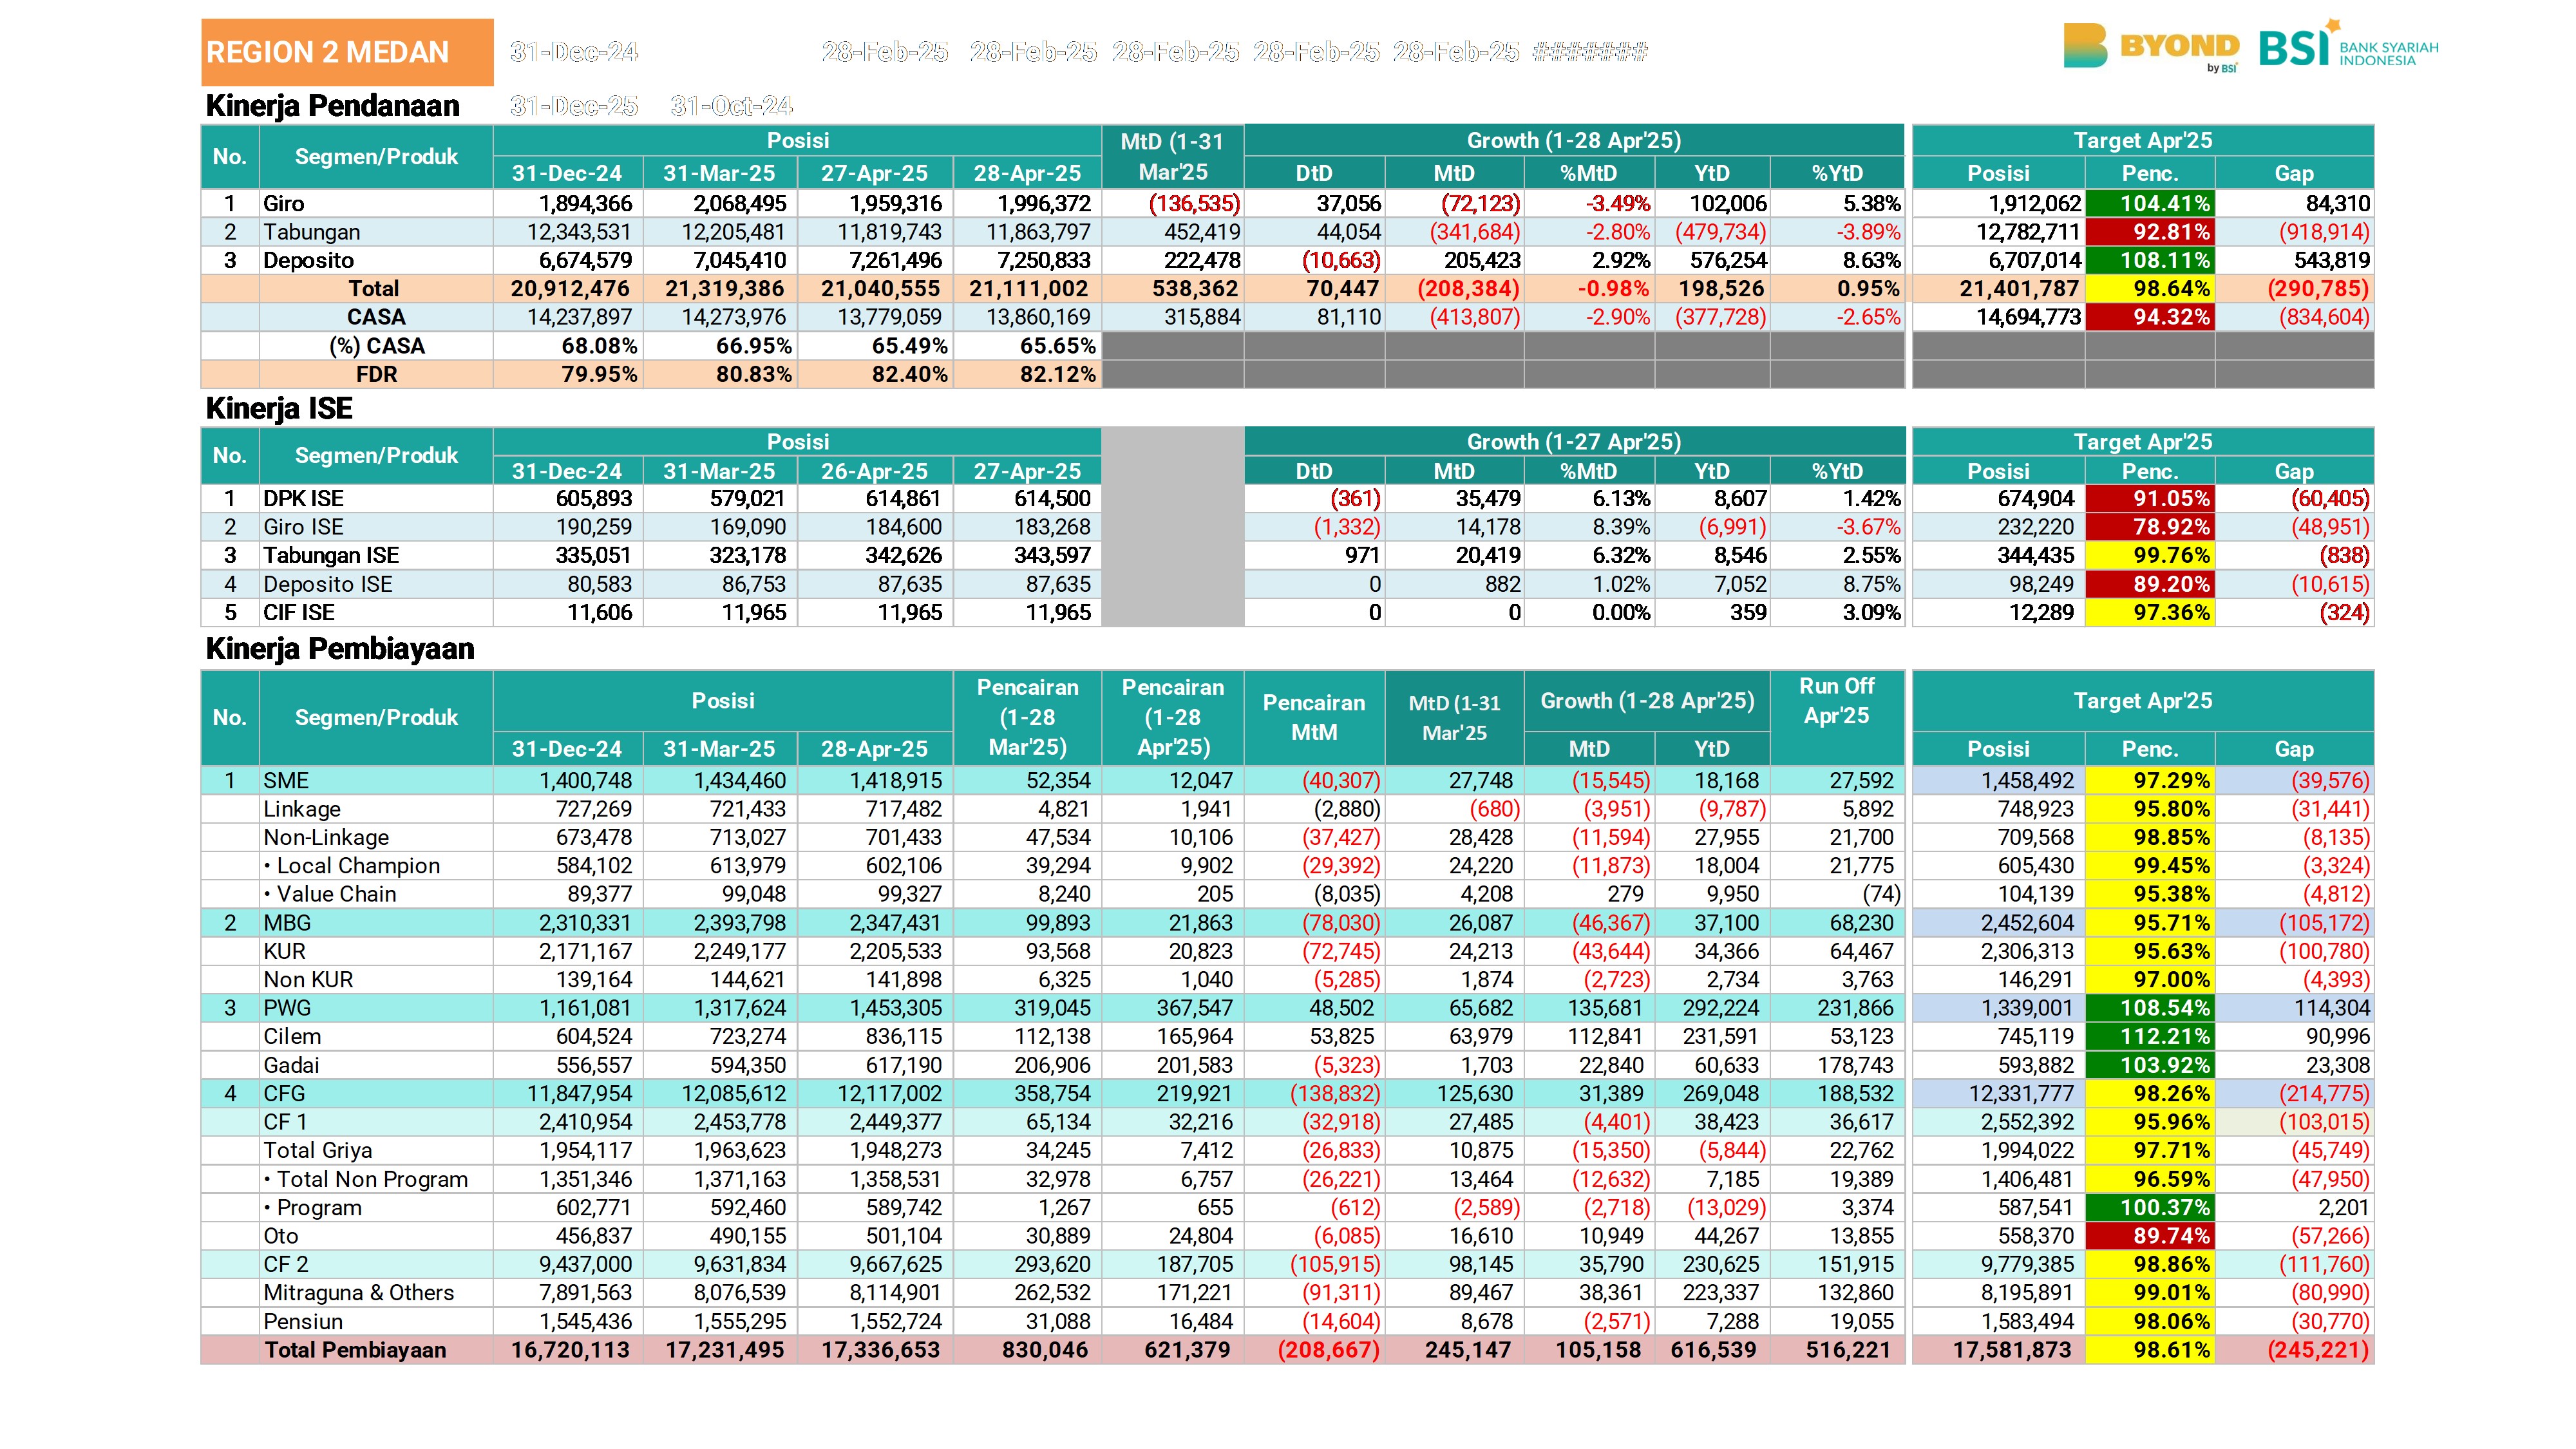 REGION 2 MEDAN 31-Dec-24 28-Feb-25 28-Feb-25 28-Feb-25 28-Feb-25 28-Feb-25 ####### BYOND by BSI BSI BANK SYARIAH INDONESIA
Kinerja Pendanaan 31-Dec-25 31-Oct-24
No. Segmen/Produk Posisi MtD (1-31 Mar'25 Growth (1-28 Apr'25) Target Apr'25
31-Dec-24 31-Mar-25 27-Apr-25 28-Apr-25 DtD MtD %MtD YtD %YtD Posisi Penc. Gap
1 Giro 1,894,366 2,068,495 1,959,316 1,996,372 (136,535) 37,056 (72,123) -3.49% 102,006 5.38% 1,912,062 104.41% 84,310
2 Tabungan 12,343,531 12,205,481 11,819,743 11,863,797 452,419 44,054 (341,684) -2.80% (479,734) -3.89% 12,782,711 92.81% (918,914)
3 Deposito 6,674,579 7,045,410 7,261,496 7,250,833 222,478 (10,663) 205,423 2.92% 576,254 8.63% 6,707,014 108.11% 543,819
Total 20,912,476 21,319,386 21,040,555 21,111,002 538,362 70,447 (208,384) -0.98% 198,526 0.95% 21,401,787 98.64% (290,785)
CASA 14,237,897 14,273,976 13,779,059 13,860,169 315,884 81,110 (413,807) -2.90% (377,728) -2.65% 14,694,773 94.32% (834,604)
(%) CASA 68.08% 66.95% 65.49% 65.65%
FDR 79.95% 80.83% 82.40% 82.12%
Kinerja ISE
No. Segmen/Produk Posisi Growth (1-27 Apr'25) Target Apr'25
31-Dec-24 31-Mar-25 26-Apr-25 27-Apr-25 DtD MtD %MtD YtD %YtD Posisi Penc. Gap
1 DPK ISE 605,893 579,021 614,861 614,500 (361) 35,479 6.13% 8,607 1.42% 674,904 91.05% (60,405)
2 Giro ISE 190,259 169,090 184,600 183,268 (1,332) 14,178 8.39% (6,991) -3.67% 232,220 78.92% (48,951)
3 Tabungan ISE 335,051 323,178 342,626 343,597 971 20,419 6.32% 8,546 2.55% 344,435 99.76% (838)
4 Deposito ISE 80,583 86,753 87,635 87,635 0 882 1.02% 7,052 8.75% 98,249 89.20% (10,615)
5 CIF ISE 11,606 11,965 11,965 11,965 0 0 0.00% 359 3.09% 12,289 97.36% (324)
Kinerja Pembiayaan
No. Segmen/Produk Posisi Pencairan (1-28 Mar'25) Pencairan (1-28 Apr'25) Pencairan MtM MtD (1-31 Mar'25 Growth (1-28 Apr'25) Run Off Apr'25 Target Apr'25
31-Dec-24 31-Mar-25 28-Apr-25 MtD YtD Posisi Penc. Gap
1 SME 1,400,748 1,434,460 1,418,915 52,354 12,047 (40,307) 27,748 (15,545) 18,168 27,592 1,458,492 97.29% (39,576)
Linkage 727,269 721,433 717,482 4,821 1,941 (2,880) (680) (3,951) (9,787) 5,892 748,923 95.80% (31,441)
Non-Linkage 673,478 713,027 701,433 47,534 10,106 (37,427) 28,428 (11,594) 27,955 21,700 709,568 98.85% (8,135)
• Local Champion 584,102 613,979 602,106 39,294 9,902 (29,392) 24,220 (11,873) 18,004 21,775 605,430 99.45% (3,324)
• Value Chain 89,377 99,048 99,327 8,240 205 (8,035) 4,208 279 9,950 (74) 104,139 95.38% (4,812)
2 MBG 2,310,331 2,393,798 2,347,431 99,893 21,863 (78,030) 26,087 (46,367) 37,100 68,230 2,452,604 95.71% (105,172)
KUR 2,171,167 2,249,177 2,205,533 93,568 20,823 (72,745) 24,213 (43,644) 34,366 64,467 2,306,313 95.63% (100,780)
Non KUR 139,164 144,621 141,898 6,325 1,040 (5,285) 1,874 (2,723) 2,734 3,763 146,291 97.00% (4,393)
3 PWG 1,161,081 1,317,624 1,453,305 319,045 367,547 48,502 65,682 135,681 292,224 231,866 1,339,001 108.54% 114,304
Cilem 604,524 723,274 836,115 112,138 165,964 53,825 63,979 112,841 231,591 53,123 745,119 112.21% 90,996
Gadai 556,557 594,350 617,190 206,906 201,583 (5,323) 1,703 22,840 60,633 178,743 593,882 103.92% 23,308
4 CFG 11,847,954 12,085,612 12,117,002 358,754 219,921 (138,832) 125,630 31,389 269,048 188,532 12,331,777 98.26% (214,775)
CF 1 2,410,954 2,453,778 2,449,377 65,134 32,216 (32,918) 27,485 (4,401) 38,423 36,617 2,552,392 95.96% (103,015)
Total Griya 1,954,117 1,963,623 1,948,273 34,245 7,412 (26,833) 10,875 (15,350) (5,844) 22,762 1,994,022 97.71% (45,749)
• Total Non Program 1,351,346 1,371,163 1,358,531 32,978 6,757 (26,221) 13,464 (12,632) 7,185 19,389 1,406,481 96.59% (47,950)
• Program 602,771 592,460 589,742 1,267 655 (612) (2,589) (2,718) (13,029) 3,374 587,541 100.37% 2,201
Oto 456,837 490,155 501,104 30,889 24,804 (6,085) 16,610 10,949 44,267 13,855 558,370 89.74% (57,266)
CF 2 9,437,000 9,631,834 9,667,625 293,620 187,705 (105,915) 98,145 35,790 230,625 151,915 9,779,385 98.86% (111,760)
Mitraguna & Others 7,891,563 8,076,539 8,114,901 262,532 171,221 (91,311) 89,467 38,361 223,337 132,860 8,195,891 99.01% (80,990)
Pensiun 1,545,436 1,555,295 1,552,724 31,088 16,484 (14,604) 8,678 (2,571) 7,288 19,055 1,583,494 98.06% (30,770)
Total Pembiayaan 16,720,113 17,231,495 17,336,653 830,046 621,379 (208,667) 245,147 105,158 616,539 516,221 17,581,873 98.61% (245,221)